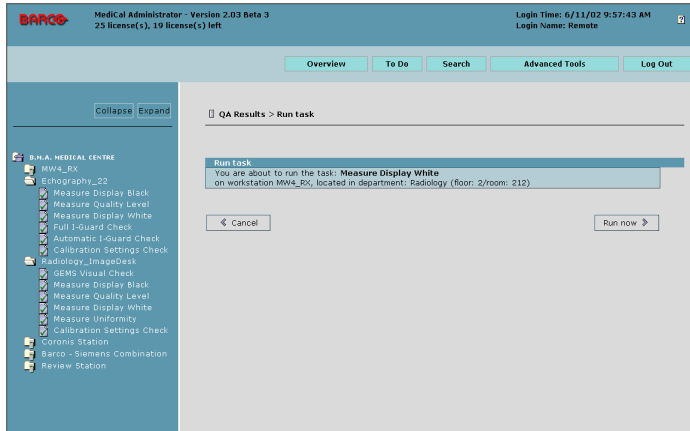 BARCO
MediCal Administrator - Version 2.03 Beta 3
25 license(s), 19 license(s) left
Login Time: 6/11/02 9:57:43 AM
Login Name: Remote
?
Overview To Do Search Advanced Tools Log Out
Collapse Expand
QA Results > Run task
B.N.A. MEDICAL CENTRE
MW4_RX
Echography_22
Measure Display Black
Measure Quality Level
Measure Display White
Full I-Guard Check
Automatic I-Guard Check
Calibration Settings Check
Radiology_ImageDesk
GEMS Visual Check
Measure Display Black
Measure Quality Level
Measure Display White
Measure Uniformity
Calibration Settings Check
Coronis Station
Barco - Siemens Combination
Review Station
Run task
You are about to run the task: Measure Display White
on workstation MW4_RX, located in department: Radiology (floor: 2/room: 212)
Cancel
Run now